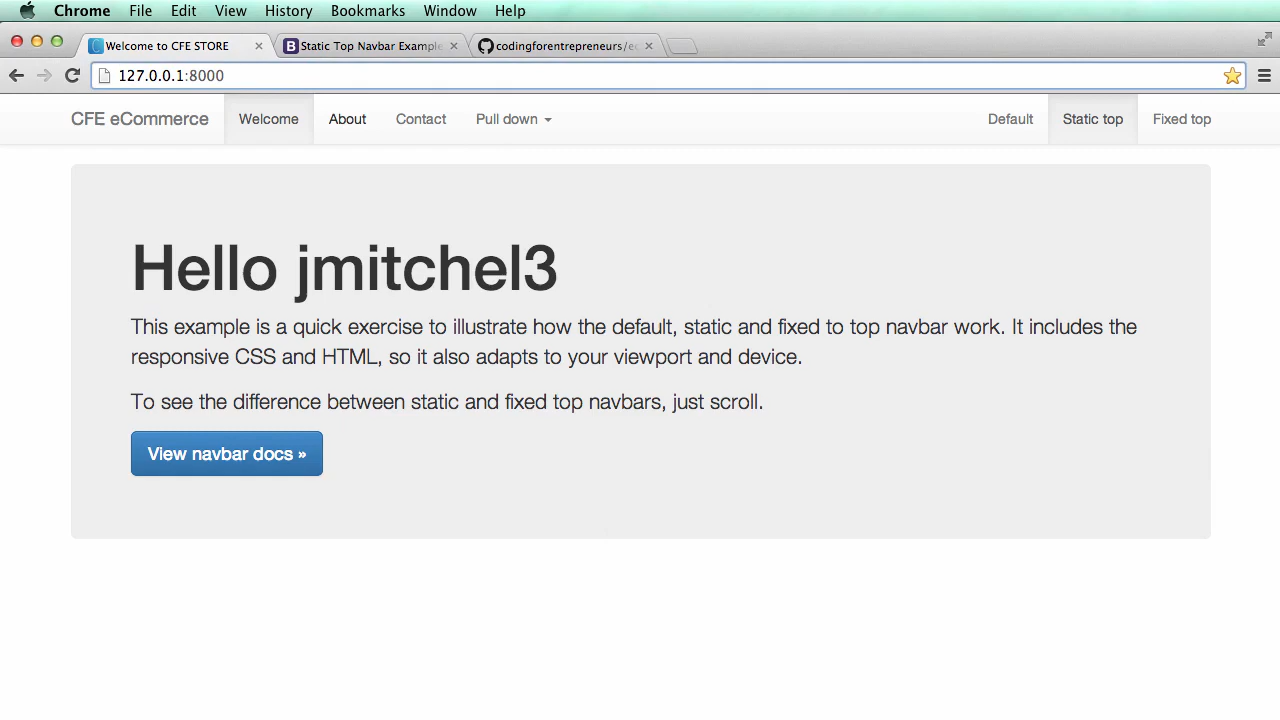 Chrome File Edit View History Bookmarks Window Help
Welcome to CFE STORE Static Top Navbar Example codingforentrepreneurs/e
127.0.0.1:8000
CFE eCommerce Welcome About Contact Pull down Default Static top Fixed top
Hello jmitchel3
This example is a quick exercise to illustrate how the default, static and fixed to top navbar work. It includes the
responsive CSS and HTML, so it also adapts to your viewport and device.
To see the difference between static and fixed top navbars, just scroll.
View navbar docs »